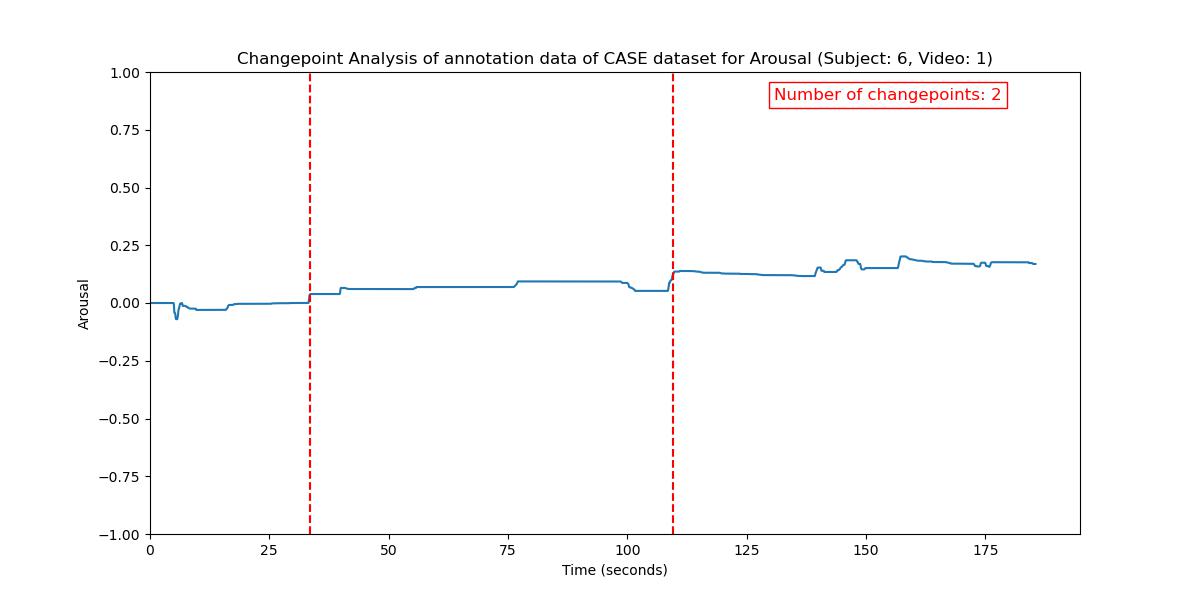 Changepoint Analysis of annotation data of CASE dataset for Arousal (Subject: 6, Video: 1)
Number of changepoints: 2
1.00
0.75
0.50
0.25
0.00
−0.25
−0.50
−0.75
−1.00
Arousal
0 25 50 75 100 125 150 175
Time (seconds)